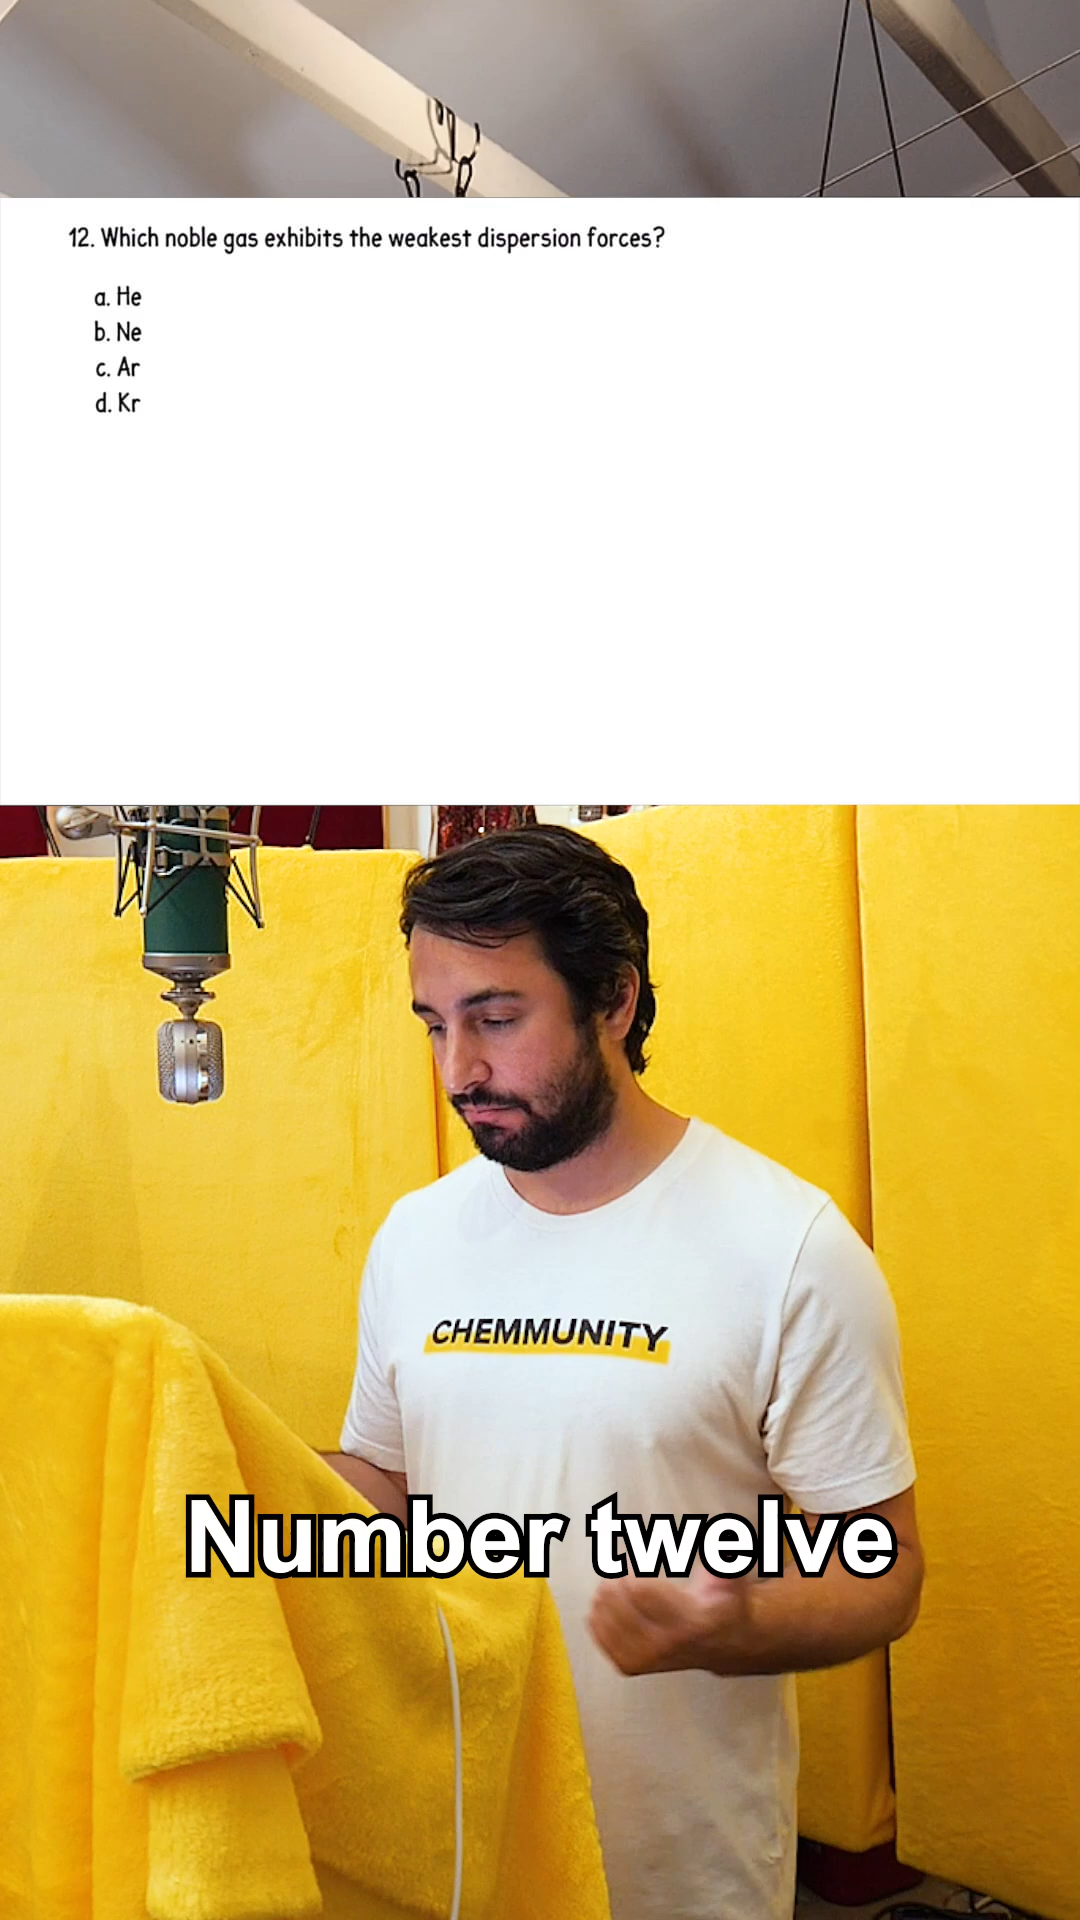 12. Which noble gas exhibits the weakest dispersion forces?
a. He
b. Ne
c. Ar
d. Kr
CHEMMUNITY
Number twelve